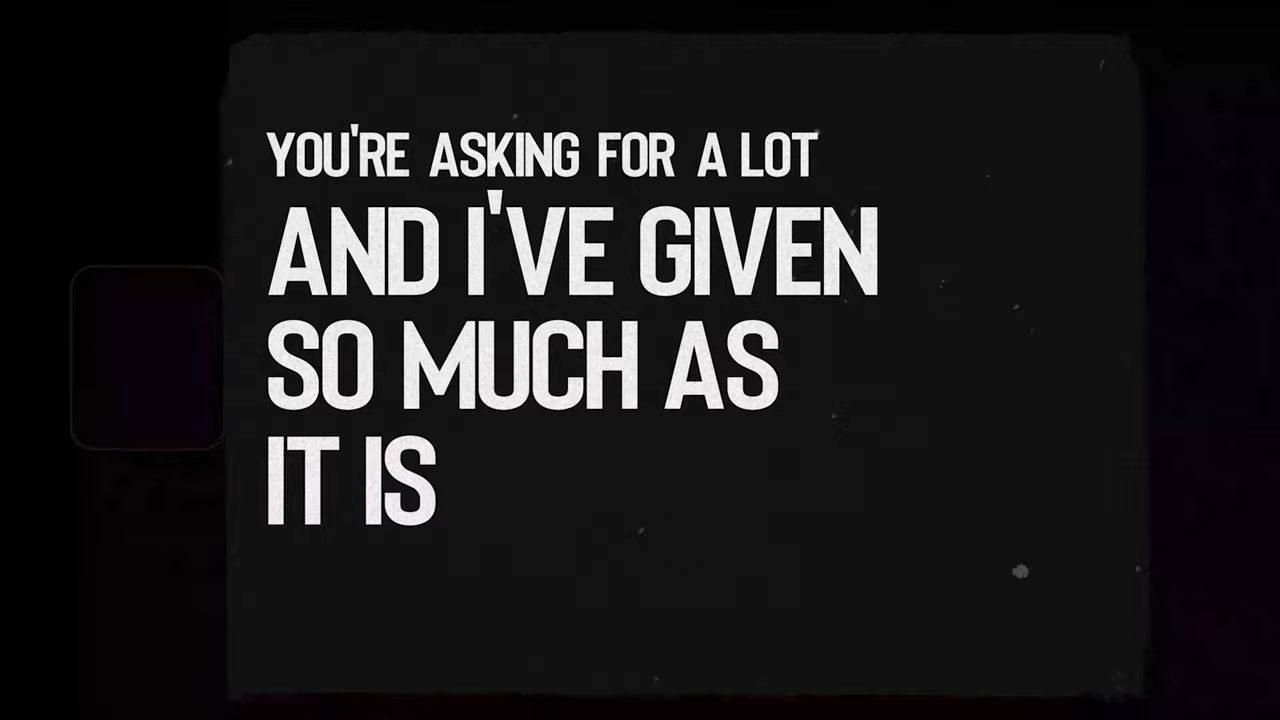 YOU'RE ASKING FOR A LOT
AND I'VE GIVEN
SO MUCH AS
IT IS